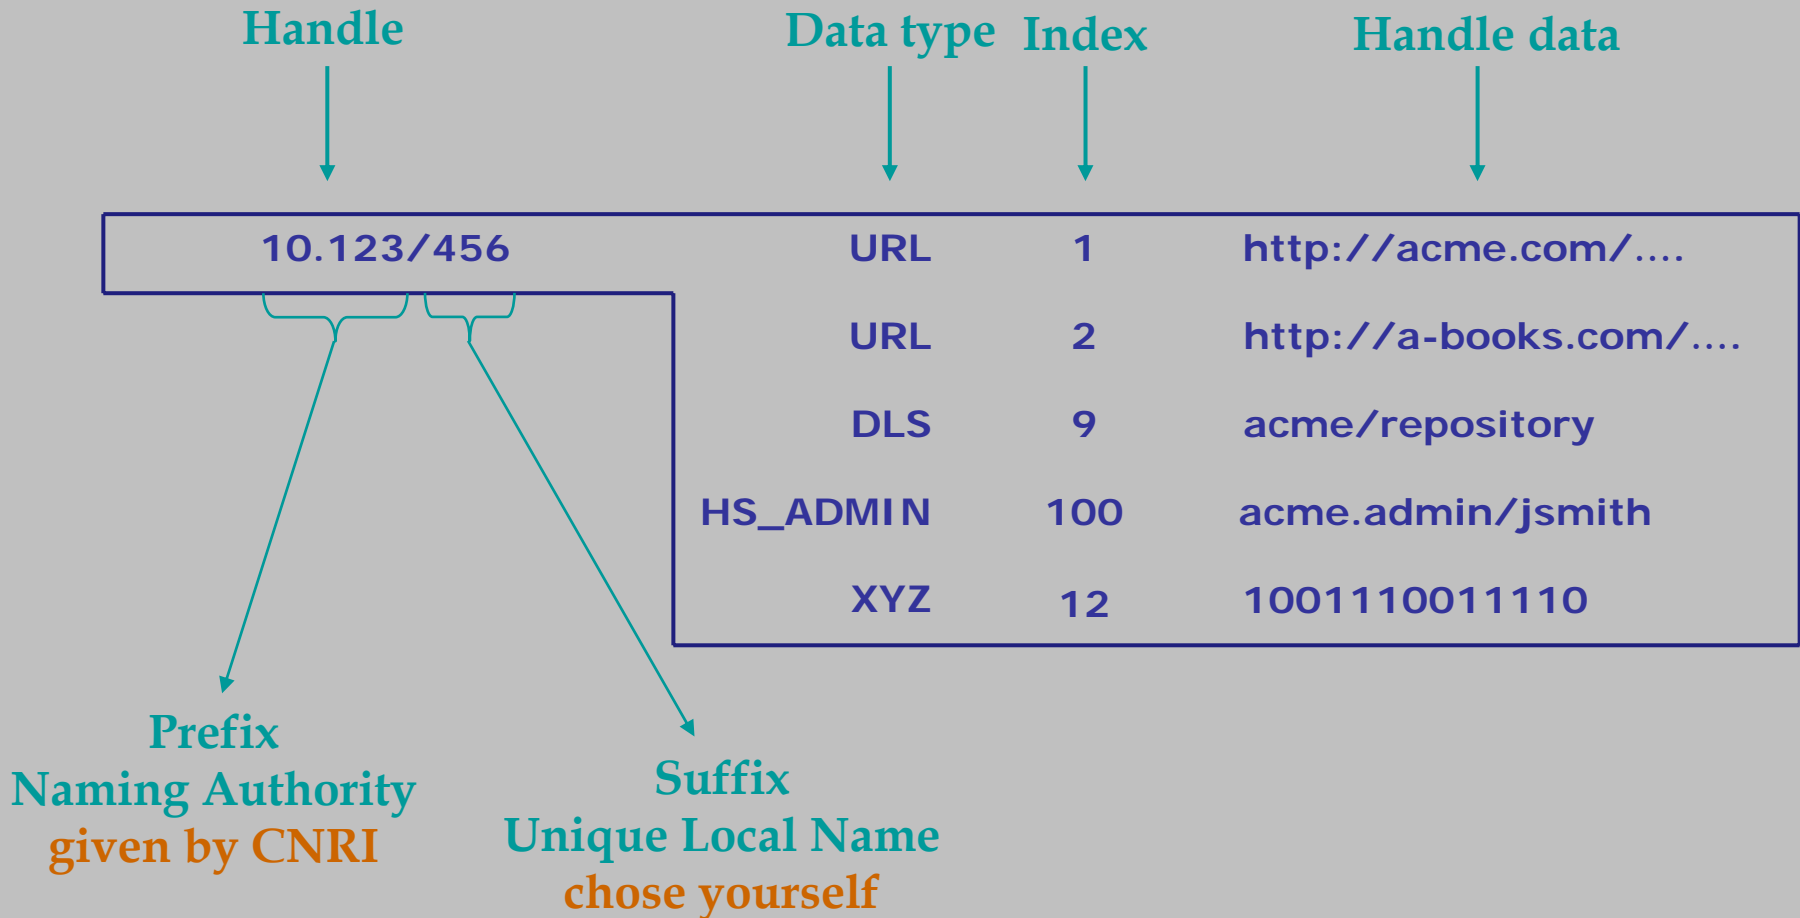 Handle Data type Index Handle data
10.123/456 URL 1 http://acme.com/....
URL 2 http://a-books.com/....
DLS 9 acme/repository
HS_ADMIN 100 acme.admin/jsmith
XYZ 12 1001110011110
Prefix
Naming Authority
given by CNRI
Suffix
Unique Local Name
chose yourself